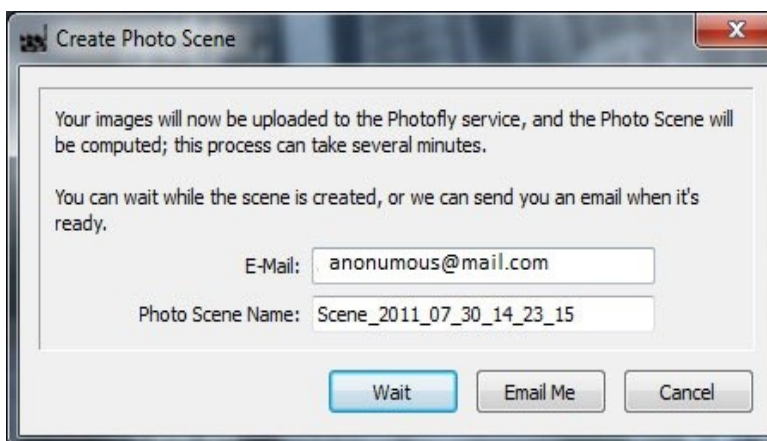 Create Photo Scene
Your images will now be uploaded to the Photofly service, and the Photo Scene will
be computed; this process can take several minutes.
You can wait while the scene is created, or we can send you an email when it's
ready.
E-Mail: anonumous@mail.com
Photo Scene Name: Scene_2011_07_30_14_23_15
Wait Email Me Cancel